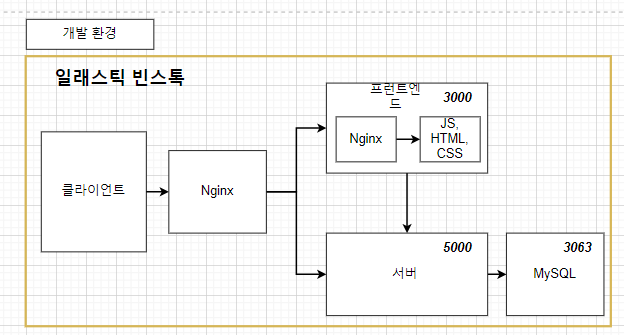 개발 환경
일래스틱 빈스톡
프런트엔
드
3000
클라이언트
Nginx
Nginx
JS,
HTML,
CSS
5000
서버
3063
MySQL